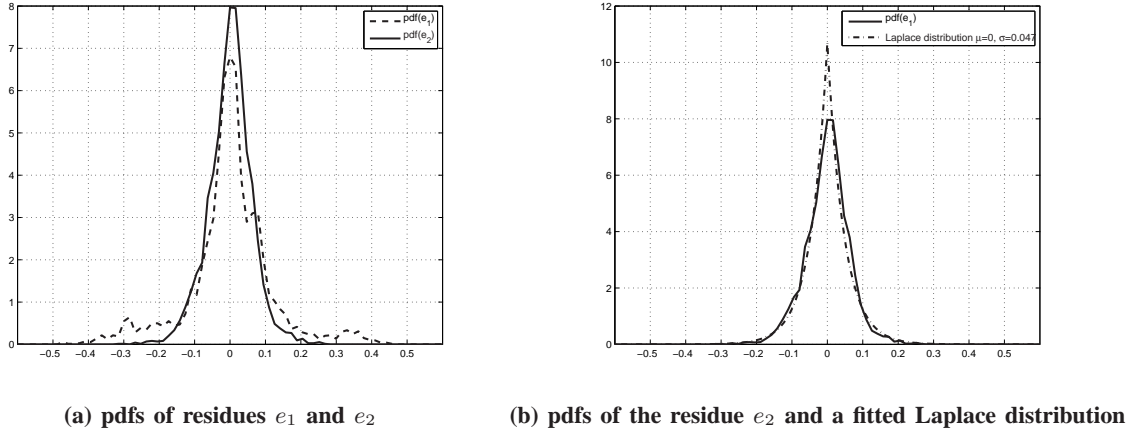 8
7
6
5
4
3
2
1
0
−0.5 −0.4 −0.3 −0.2 −0.1 0 0.1 0.2 0.3 0.4 0.5
pdf(e₁)
pdf(e₂)
(a) pdfs of residues e₁ and e₂
12
10
8
6
4
2
0
−0.5 −0.4 −0.3 −0.2 −0.1 0 0.1 0.2 0.3 0.4 0.5
pdf(e₁)
Laplace distribution μ=0, σ=0.047
(b) pdfs of the residue e₂ and a fitted Laplace distribution